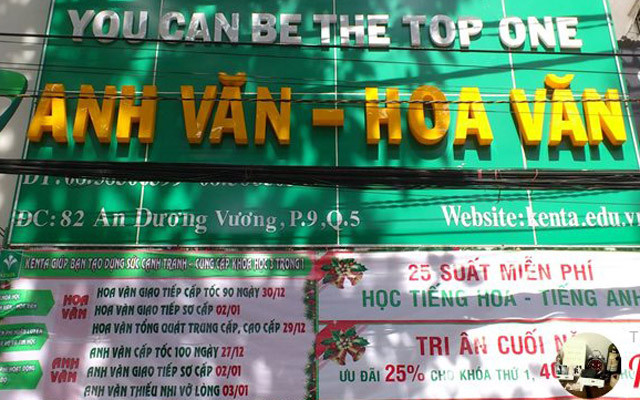 YOU CAN BE THE TOP ONE
ANH VĂN - HOA VĂN
ĐC: 82 An Dương Vương, P.9, Q.5
Website: kenta.edu.v
KENTA GIÚP BẠN TẠO DỰNG SỨC CẠNH TRANH - CUNG CẤP KHÓA HỌC 3 TRONG 1
HOA VĂN
HOA VĂN GIAO TIẾP CẤP TỐC 90 NGÀY 30/12
HOA VĂN GIAO TIẾP SƠ CẤP 02/01
HOA VĂN TỔNG QUÁT TRUNG CẤP, CAO CẤP 29/12
ANH VĂN
ANH VĂN CẤP TỐC 100 NGÀY 27/12
ANH VĂN GIAO TIẾP SƠ CẤP 02/01
ANH VĂN THIẾU NHI VỠ LÒNG 03/01
25 SUẤT MIỄN PHÍ
HỌC TIẾNG HOA - TIẾNG ANH
TRI ÂN CUỐI N
ƯU ĐÃI 25% CHO KHÓA THỨ 1, 40